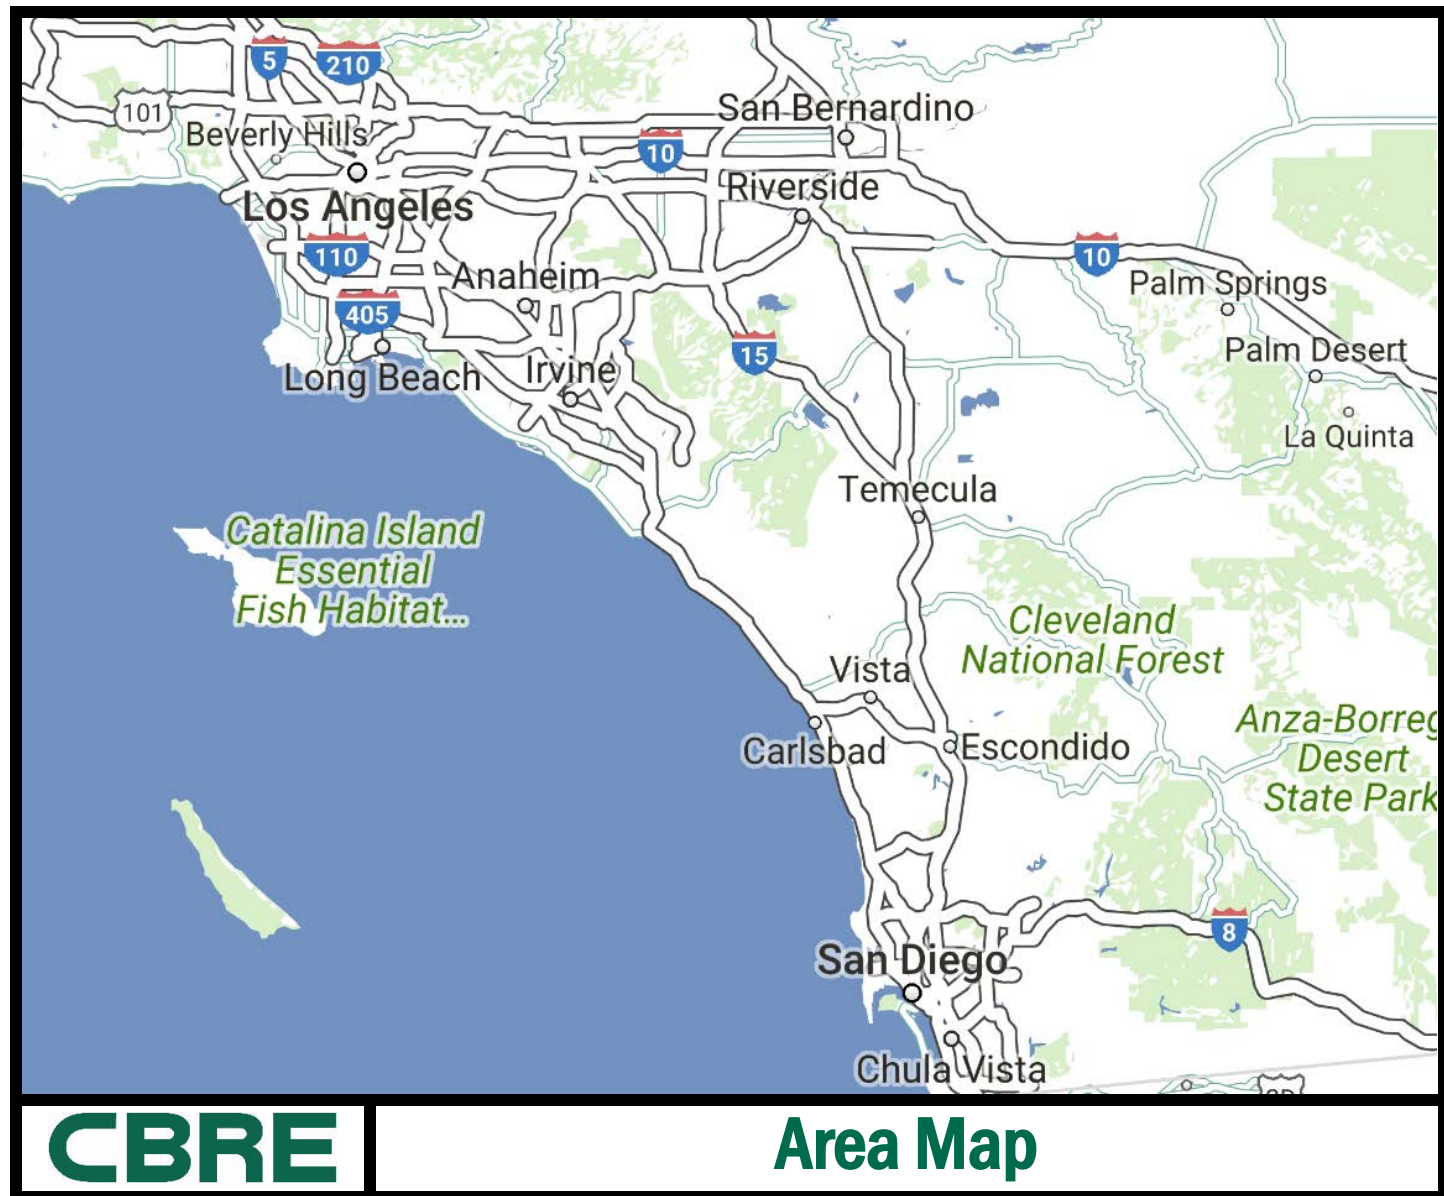 5
210
101
San Bernardino
Beverly Hills
10
Riverside
Los Angeles
110
10
Anaheim
Palm Springs
405
15
Palm Desert
Long Beach
Irvine
La Quinta
Temecula
Catalina Island
Essential
Fish Habitat...
Cleveland
National Forest
Vista
Anza-Borreg
Desert
State Park
Carlsbad
Escondido
8
San Diego
Chula Vista
CBRE
Area Map